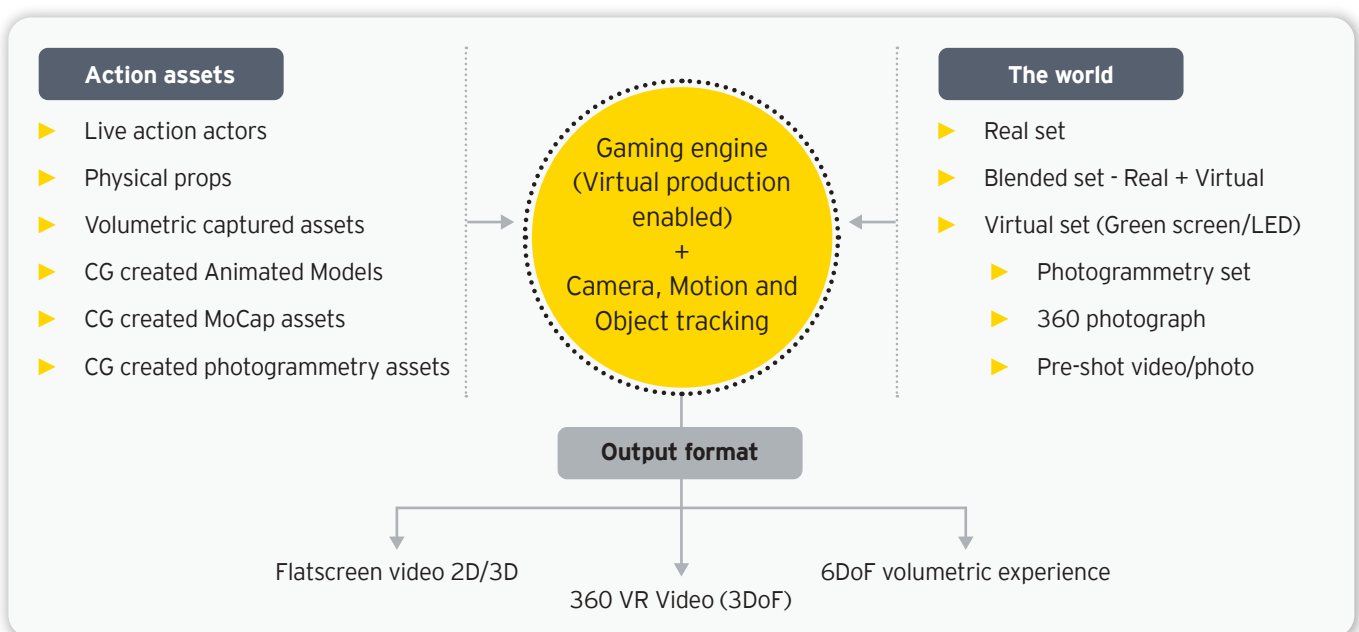 Action assets
Live action actors
Physical props
Volumetric captured assets
CG created Animated Models
CG created MoCap assets
CG created photogrammetry assets
Gaming engine
(Virtual production
enabled)
+
Camera, Motion and
Object tracking
The world
Real set
Blended set - Real + Virtual
Virtual set (Green screen/LED)
Photogrammetry set
360 photograph
Pre-shot video/photo
Output format
Flatscreen video 2D/3D
360 VR Video (3DoF)
6DoF volumetric experience